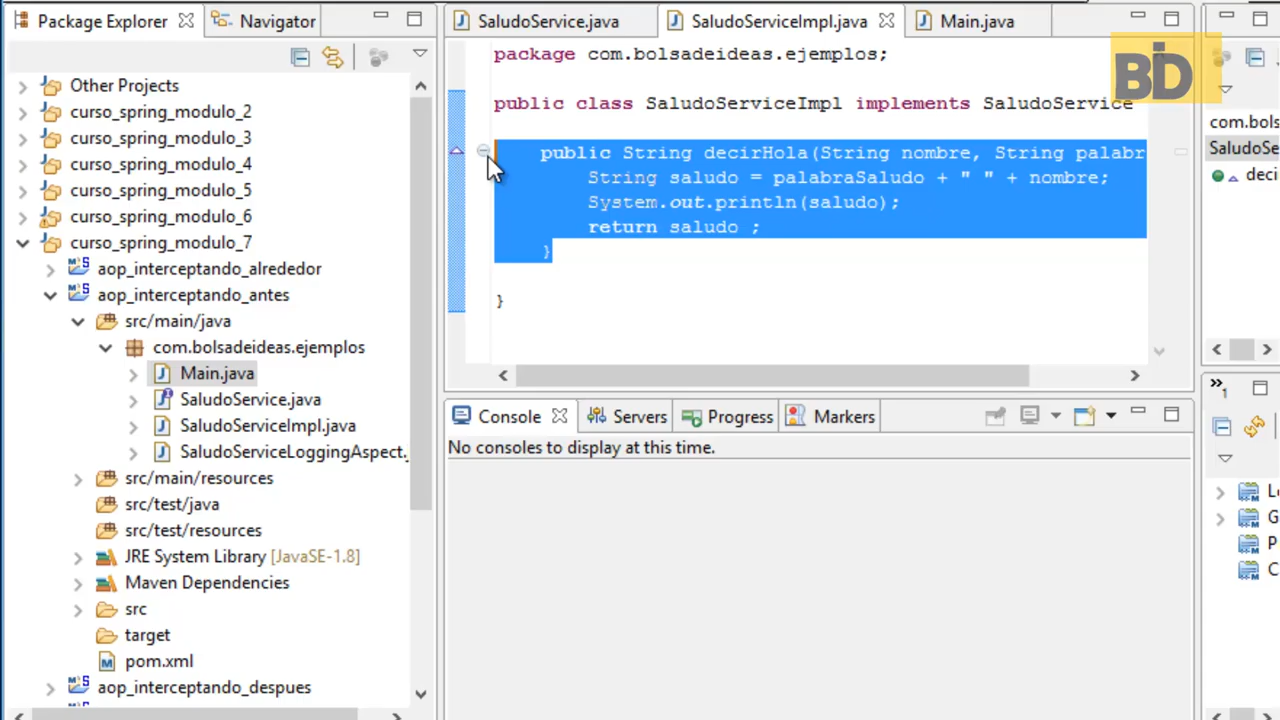 Package Explorer
Navigator
Other Projects
curso_spring_modulo_2
curso_spring_modulo_3
curso_spring_modulo_4
curso_spring_modulo_5
curso_spring_modulo_6
curso_spring_modulo_7
aop_interceptando_alrededor
aop_interceptando_antes
src/main/java
com.bolsadeideas.ejemplos
Main.java
SaludoService.java
SaludoServiceImpl.java
SaludoServiceLoggingAspect.
src/main/resources
src/test/java
src/test/resources
JRE System Library [JavaSE-1.8]
Maven Dependencies
src
target
pom.xml
aop_interceptando_despues
SaludoService.java
SaludoServiceImpl.java
Main.java
package com.bolsadeideas.ejemplos;
public class SaludoServiceImpl implements SaludoService
public String decirHola(String nombre, String palabr
String saludo = palabraSaludo + " " + nombre;
System.out.println(saludo);
return saludo ;
}
}
Console
Servers
Progress
Markers
No consoles to display at this time.
BD
com.bols
SaludoSe
deci
»1
L
G
P
C